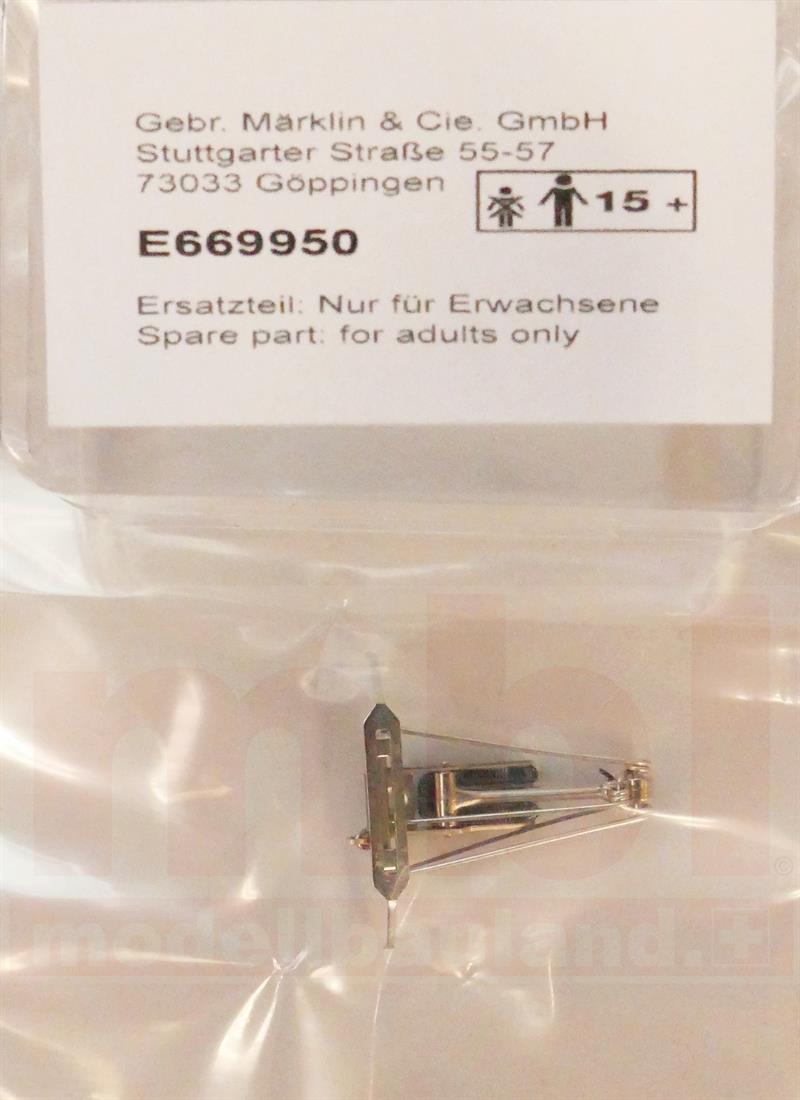 Gebr. Märklin & Cie. GmbH
Stuttgarter Straße 55-57
73033 Göppingen
15 +
E669950
Ersatzteil: Nur für Erwachsene
Spare part: for adults only
mbl
©
modellbauland.